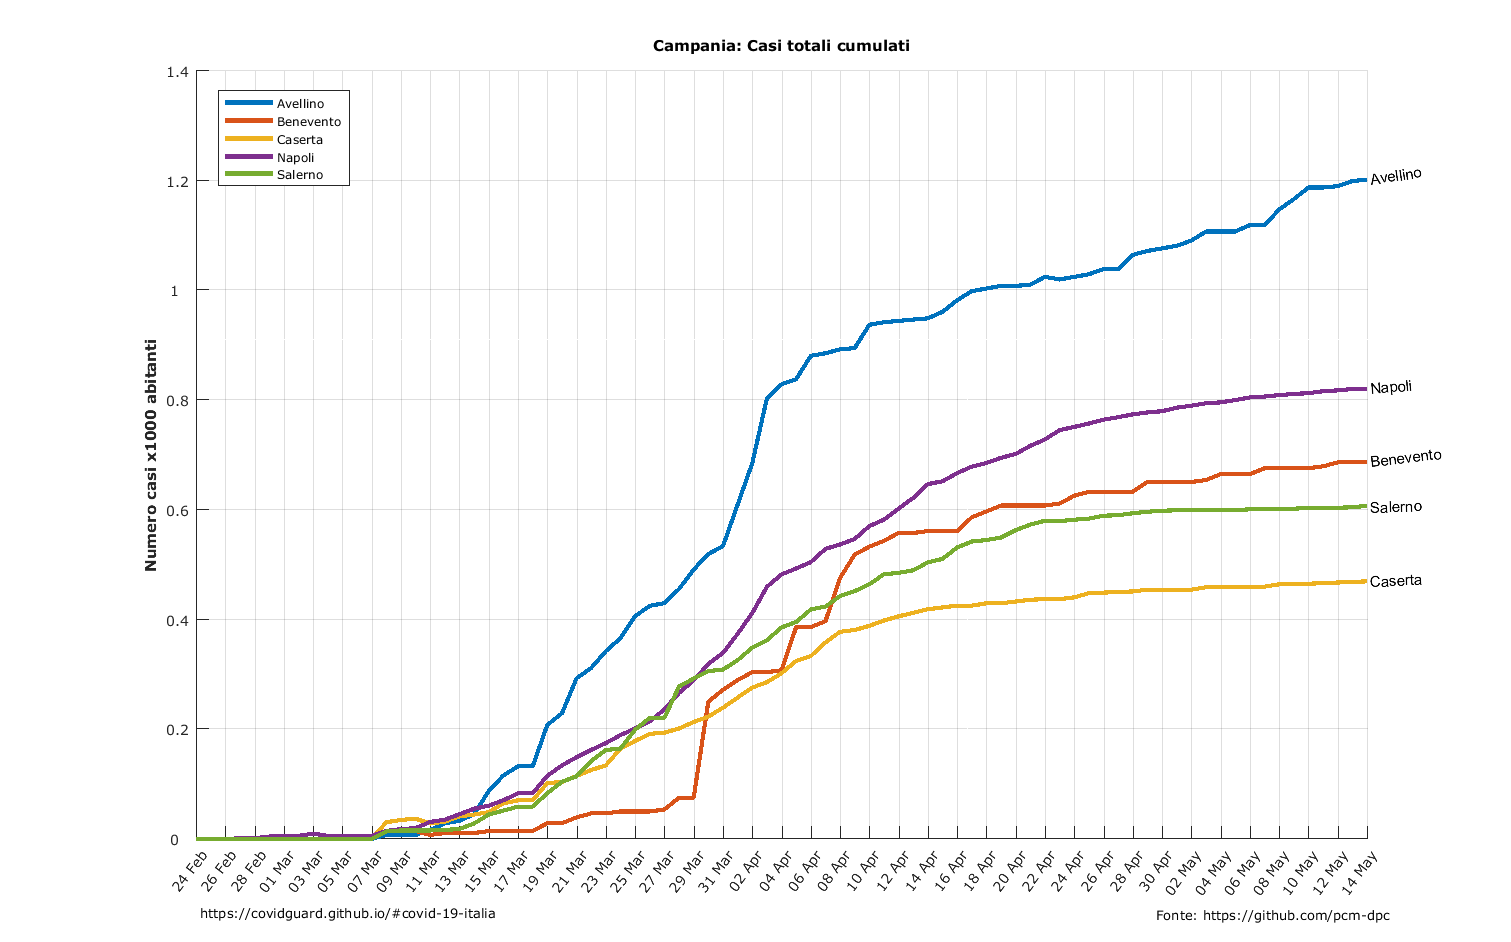 Campania: Casi totali cumulati
1.4
1.2
1
0.8
0.6
0.4
0.2
0
Numero casi x1000 abitanti
Avellino
Benevento
Caserta
Napoli
Salerno
Avellino
Napoli
Benevento
Salerno
Caserta
24 Feb
26 Feb
28 Feb
01 Mar
03 Mar
05 Mar
07 Mar
09 Mar
11 Mar
13 Mar
15 Mar
17 Mar
19 Mar
21 Mar
23 Mar
25 Mar
27 Mar
29 Mar
31 Mar
02 Apr
04 Apr
06 Apr
08 Apr
10 Apr
12 Apr
14 Apr
16 Apr
18 Apr
20 Apr
22 Apr
24 Apr
26 Apr
28 Apr
30 Apr
02 May
04 May
06 May
08 May
10 May
12 May
14 May
https://covidguard.github.io/#covid-19-italia
Fonte: https://github.com/pcm-dpc